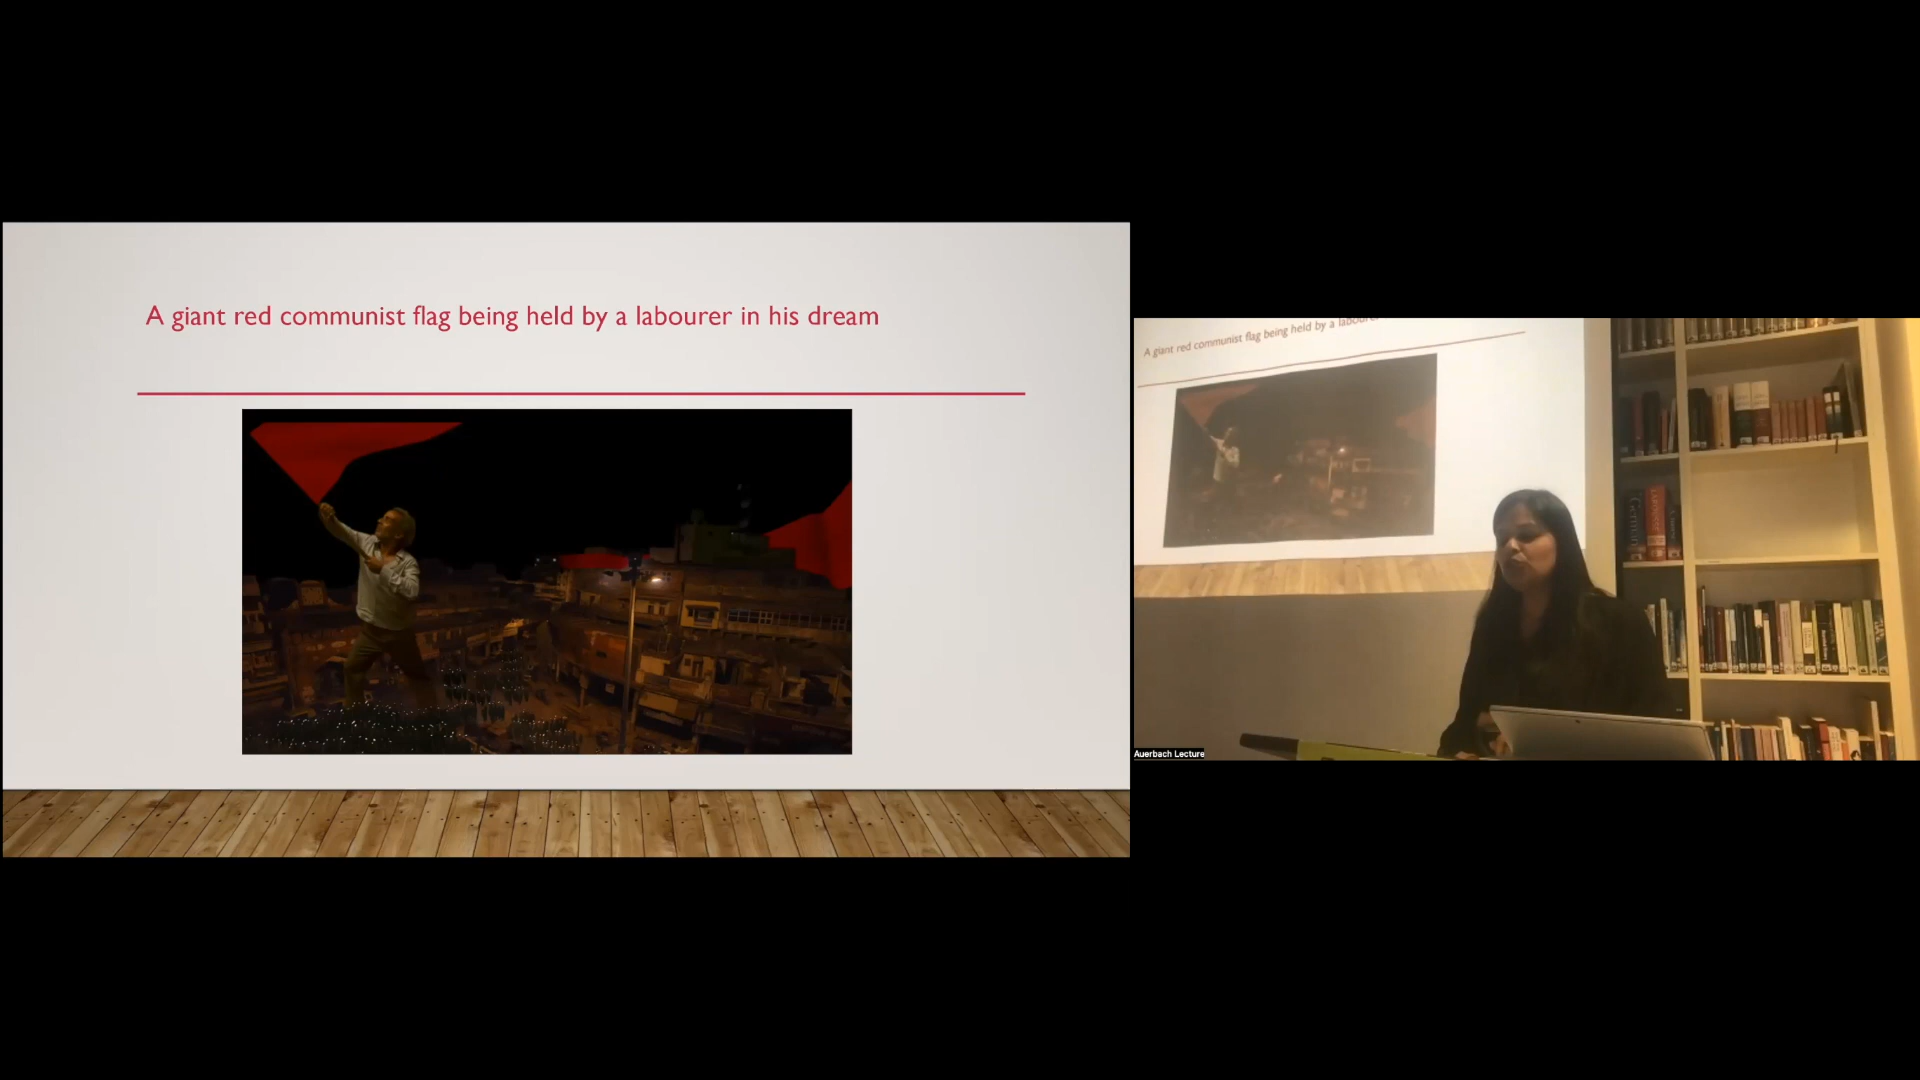 A giant red communist flag being held by a labourer in his dream
A giant red communist flag being held by a
Auerbach Lecture